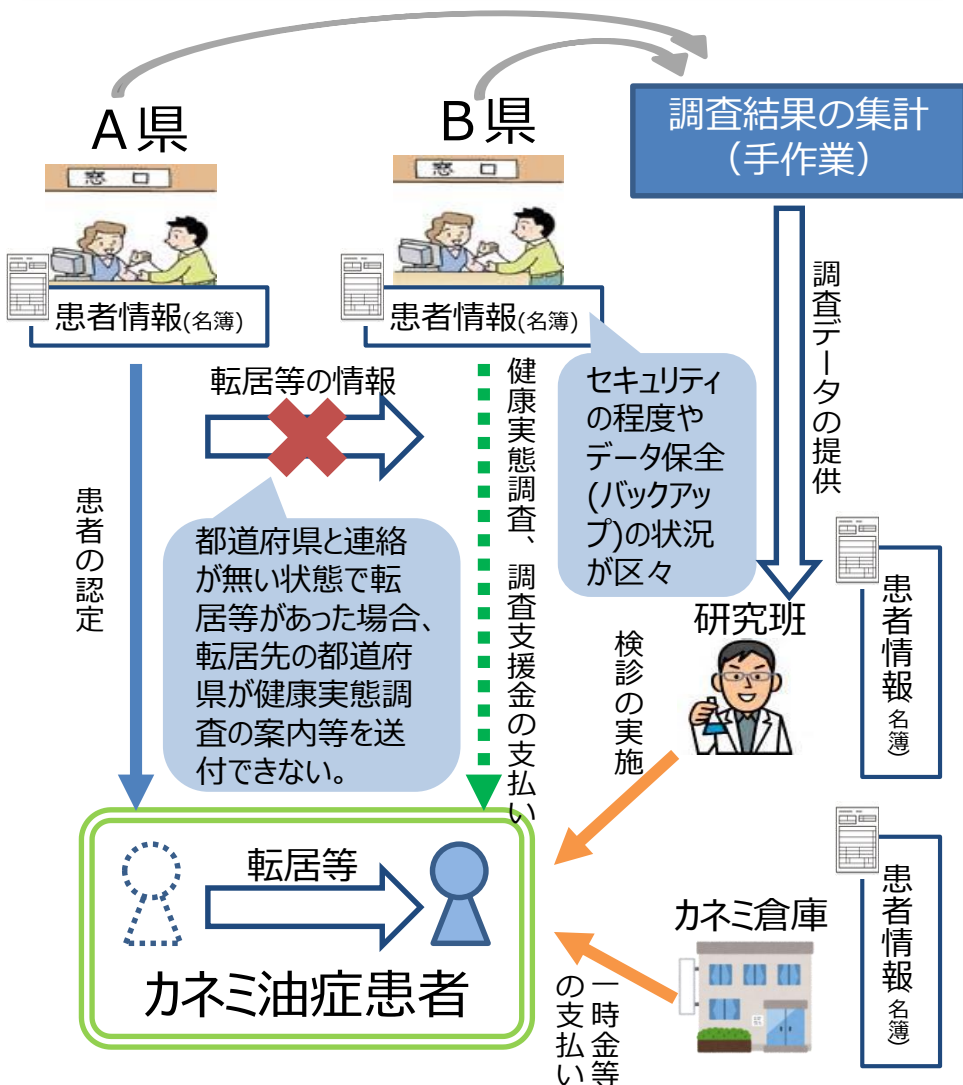 A県
B県
調査結果の集計
（手作業）
窓 口
窓 口
患者情報(名簿)
患者情報(名簿)
転居等の情報
健康実態調査、調査支援金の支払い
セキュリティ
の程度や
データ保全
(バックアッ
プ)の状況
が区々
調査データの提供
患者の認定
都道府県と連絡
が無い状態で転
居等があった場合、
転居先の都道府
県が健康実態調
査の案内等を送
付できない。
研究班
検診の実施
患者情報(名簿)
転居等
カネミ油症患者
カネミ倉庫
一時金等
の支払い
患者情報(名簿)